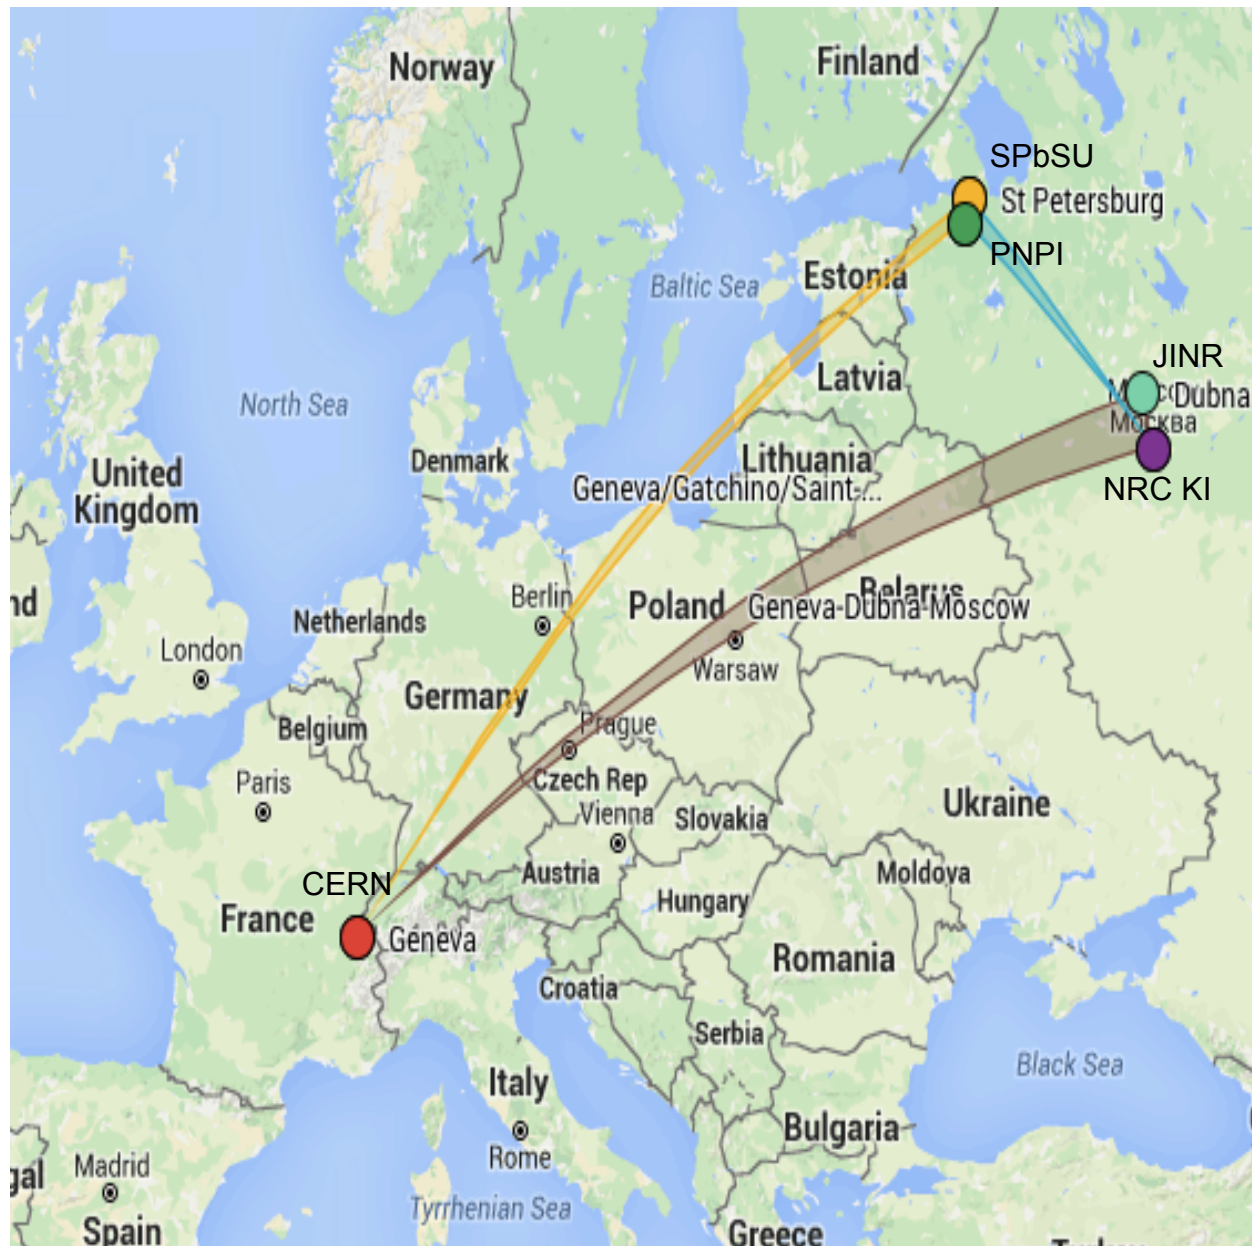 Norway
Finland
SPbSU
St Petersburg
PNPI
Estonia
Baltic Sea
JINR
Dubna
Latvia
Москва
North Sea
Denmark
Lithuania
United
Kingdom
Geneva/Gatchino/Saint-...
NRC KI
Berlin
Poland
Belarus
Geneva-Dubna-Moscow
nd
Netherlands
London
Warsaw
Germany
Belgium
Prague
Paris
Czech Rep
Vienna
Slovakia
Ukraine
CERN
Austria
Moldova
France
Hungary
Geneva
Romania
Croatia
Serbia
Black Sea
Italy
Bulgaria
Rome
Madrid
gal
Tyrrhenian Sea
Spain
Greece